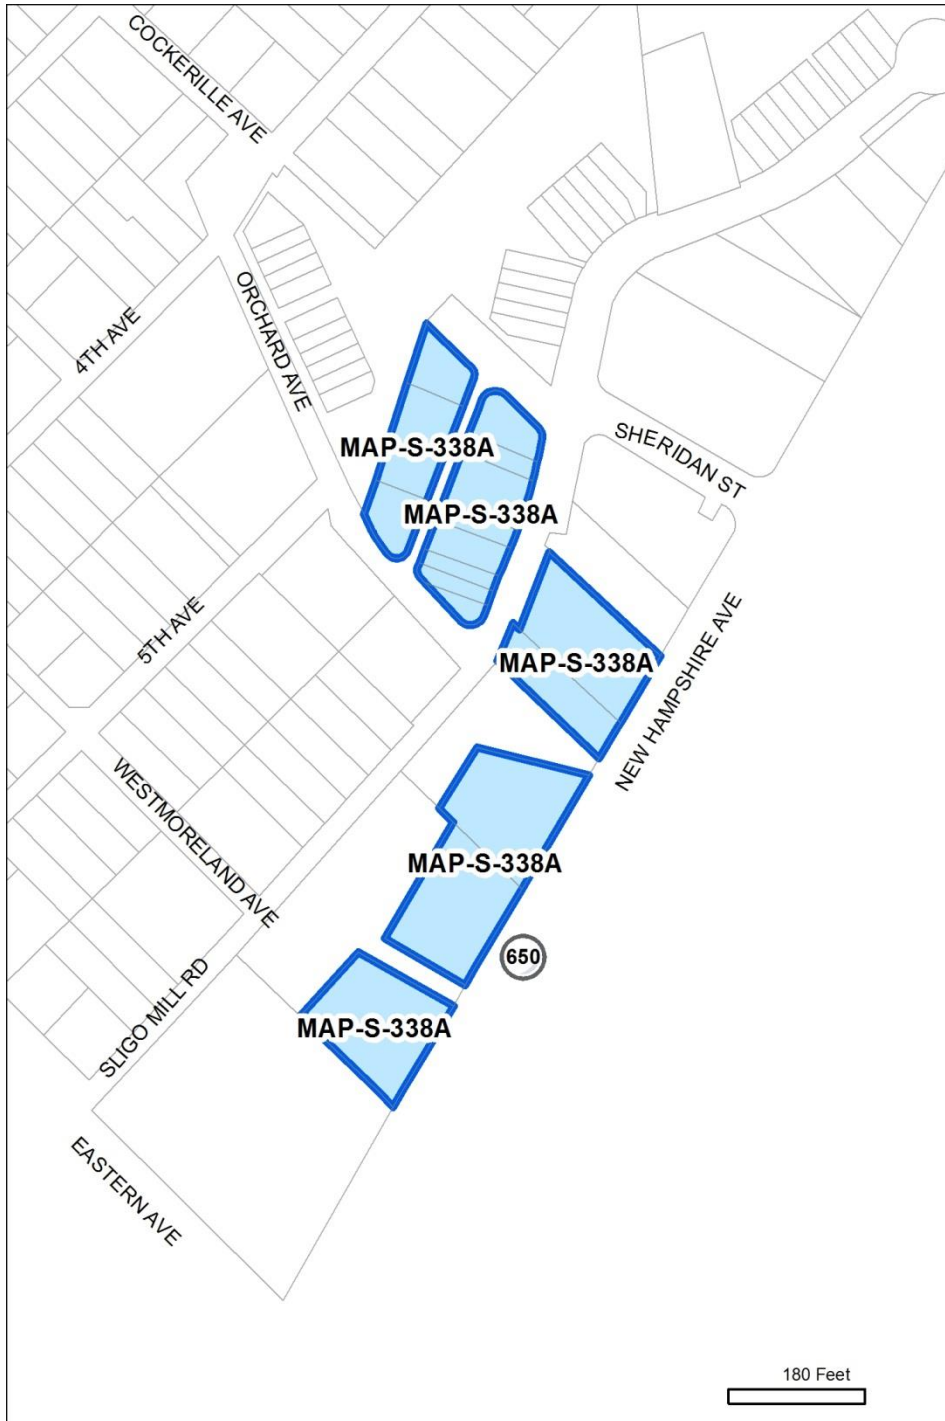 COCKERILLE AVE
4TH AVE
ORCHARD AVE
MAP-S-338A
SHERIDAN ST
MAP-S-338A
5TH AVE
MAP-S-338A
NEW HAMPSHIRE AVE
WESTMORELAND AVE
MAP-S-338A
650
SLIGO MILL RD
MAP-S-338A
EASTERN AVE
180 Feet